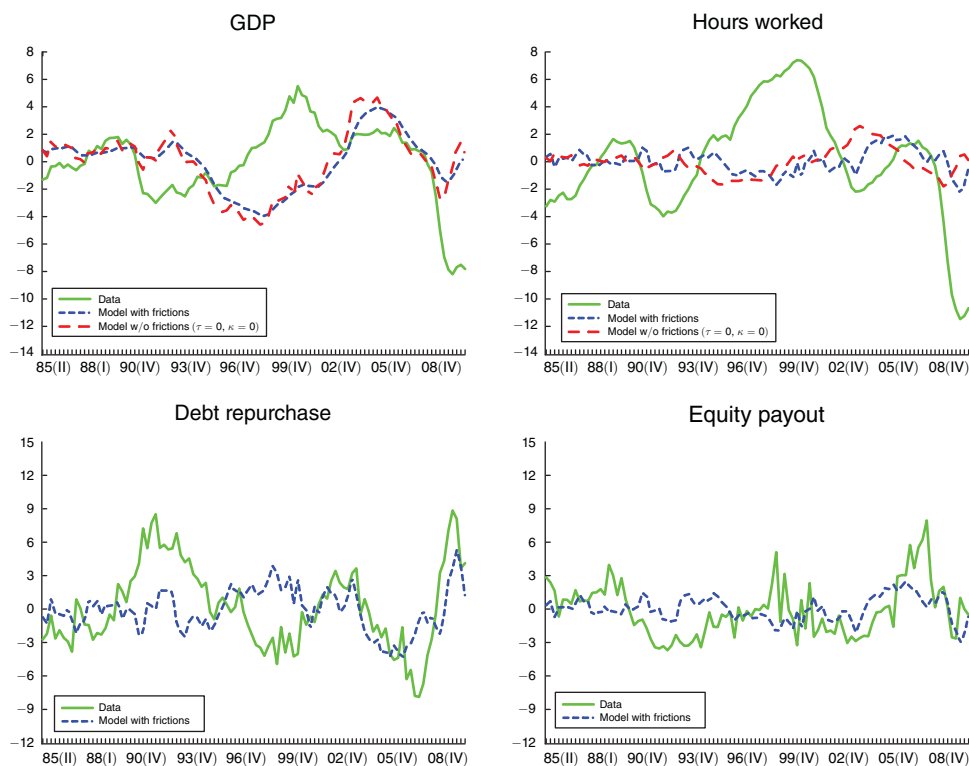 GDP
8
6
4
2
0
−2
−4
−6
−8
−10
−12
−14
Data
Model with frictions
Model w/o frictions (τ = 0, κ = 0)
85(II) 88(I) 90(IV) 93(IV) 96(IV) 99(IV) 02(IV) 05(IV) 08(IV)
Hours worked
8
6
4
2
0
−2
−4
−6
−8
−10
−12
−14
Data
Model with frictions
Model w/o frictions (τ = 0, κ = 0)
85(II) 88(I) 90(IV) 93(IV) 96(IV) 99(IV) 02(IV) 05(IV) 08(IV)
Debt repurchase
15
12
9
6
3
0
−3
−6
−9
−12
Data
Model with frictions
85(II) 88(I) 90(IV) 93(IV) 96(IV) 99(IV) 02(IV) 05(IV) 08(IV)
Equity payout
15
12
9
6
3
0
−3
−6
−9
−12
Data
Model with frictions
85(II) 88(I) 90(IV) 93(IV) 96(IV) 99(IV) 02(IV) 05(IV) 08(IV)